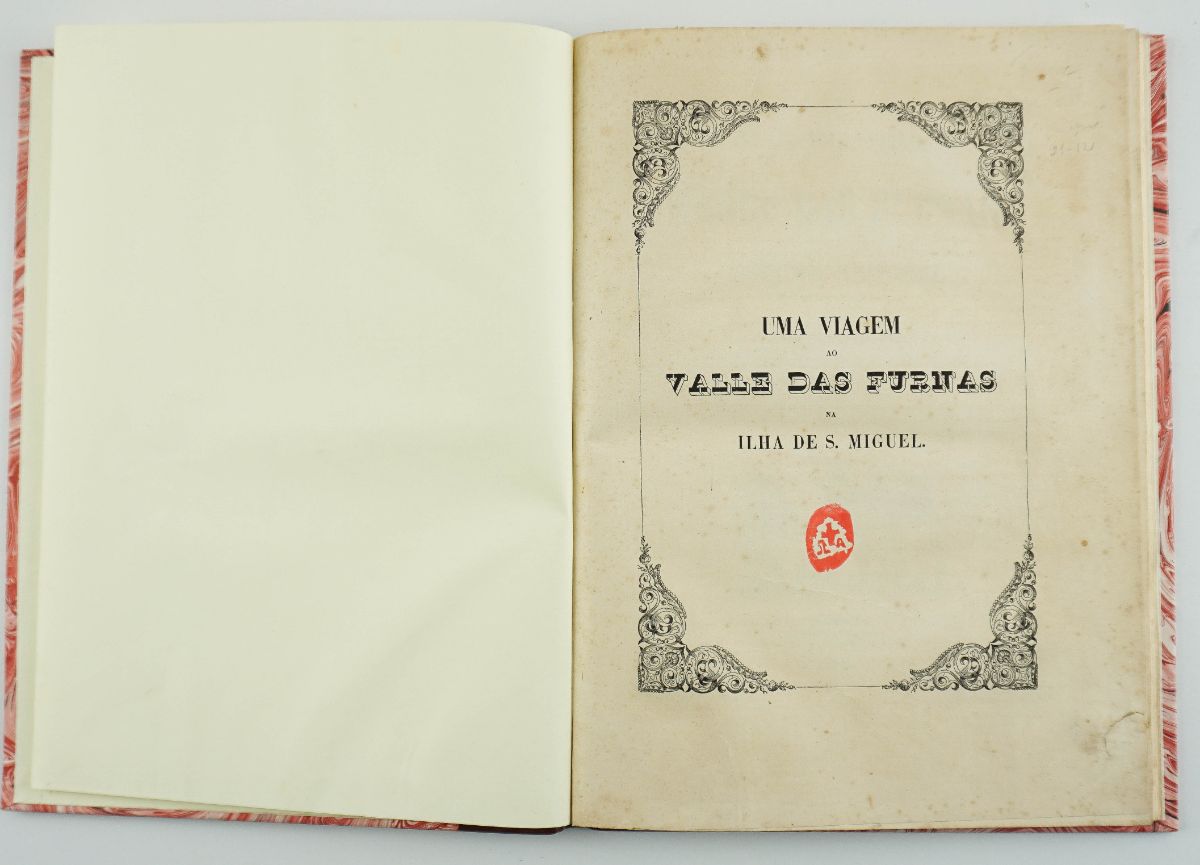 UMA VIAGEM
AO
VALLE DAS FURNAS
NA
ILHA DE S. MIGUEL.